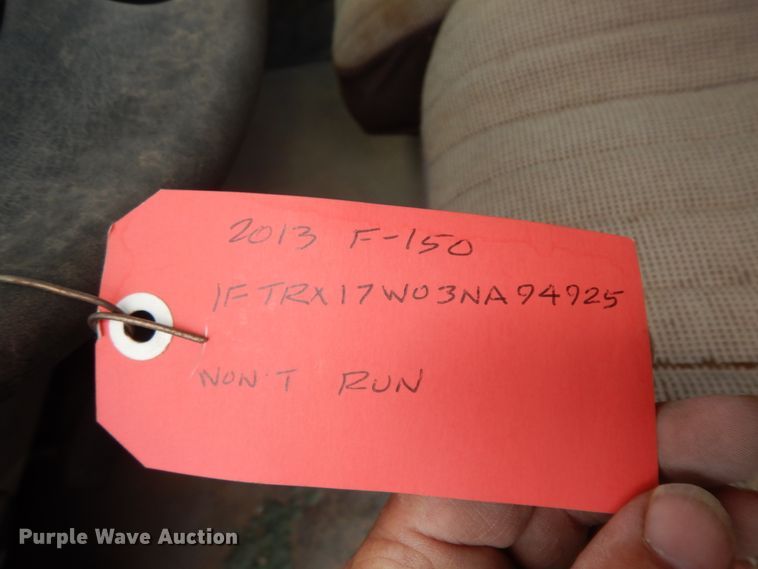 2013 F-150
1FTRX17W03NA94925
WON'T RUN
Purple Wave Auction